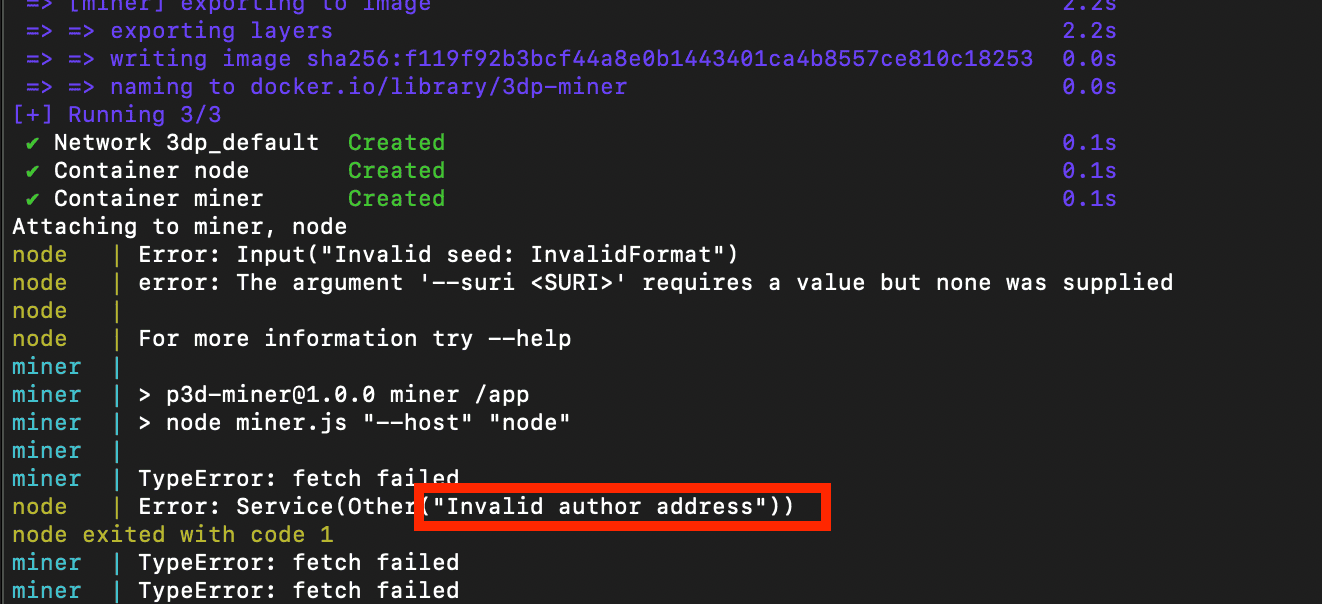 => [miner] exporting to image 2.2s
=> => exporting layers 2.2s
=> => writing image sha256:f119f92b3bcf44a8e0b1443401ca4b8557ce810c18253 0.0s
=> => naming to docker.io/library/3dp-miner 0.0s
[+] Running 3/3
✔ Network 3dp_default Created 0.1s
✔ Container node Created 0.1s
✔ Container miner Created 0.1s
Attaching to miner, node
node | Error: Input("Invalid seed: InvalidFormat")
node | error: The argument '--suri <SURI>' requires a value but none was supplied
node |
node | For more information try --help
miner |
miner | > p3d-miner@1.0.0 miner /app
miner | > node miner.js "--host" "node"
miner |
miner | TypeError: fetch failed
node | Error: Service(Other("Invalid author address"))
node exited with code 1
miner | TypeError: fetch failed
miner | TypeError: fetch failed